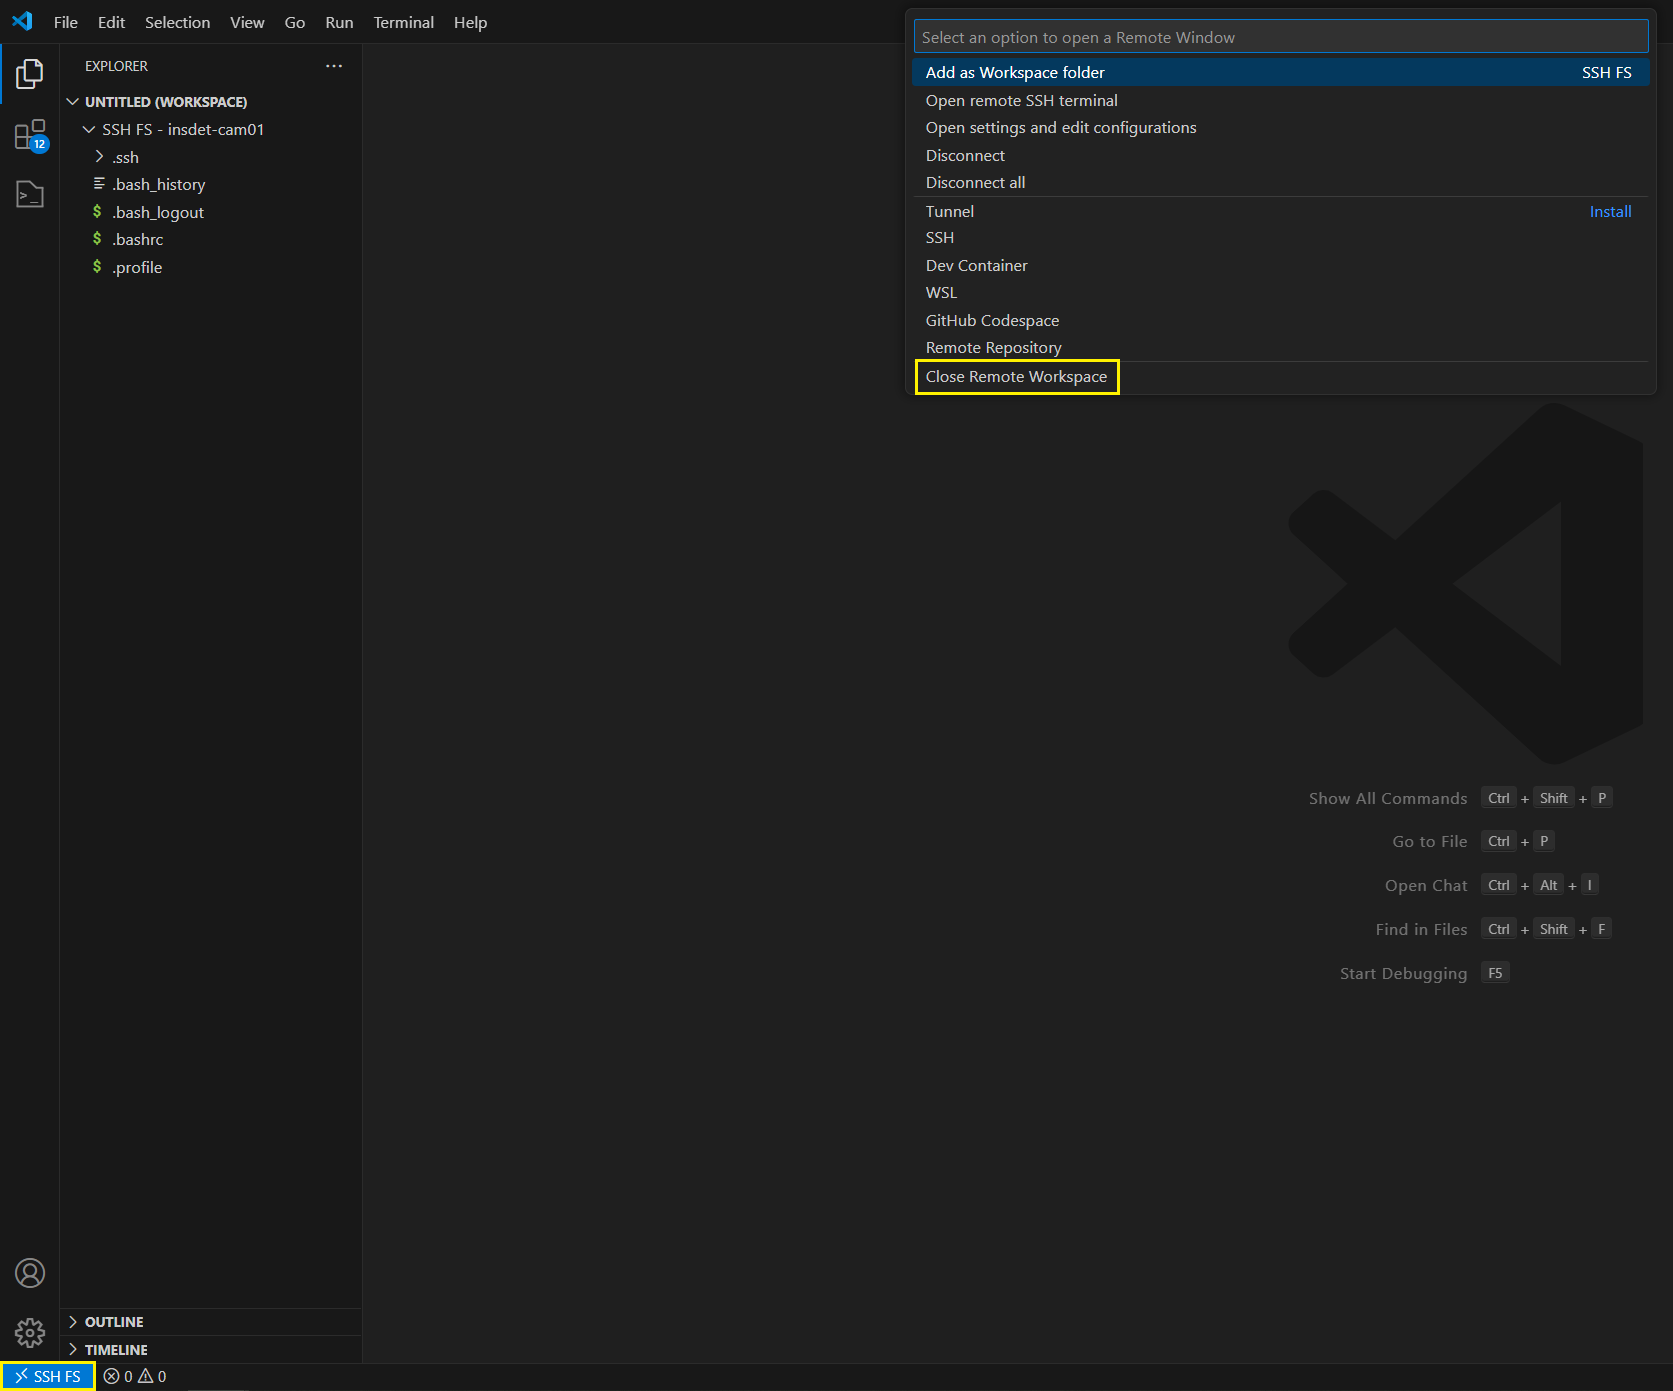 File Edit Selection View Go Run Terminal Help
Select an option to open a Remote Window
Add as Workspace folder SSH FS
Open remote SSH terminal
Open settings and edit configurations
Disconnect
Disconnect all
Tunnel Install
SSH
Dev Container
WSL
GitHub Codespace
Remote Repository
Close Remote Workspace
EXPLORER ···
UNTITLED (WORKSPACE)
SSH FS - insdet-cam01
.ssh
.bash_history
$ .bash_logout
$ .bashrc
$ .profile
12
Show All Commands Ctrl + Shift + P
Go to File Ctrl + P
Open Chat Ctrl + Alt + I
Find in Files Ctrl + Shift + F
Start Debugging F5
OUTLINE
TIMELINE
SSH FS 0 0